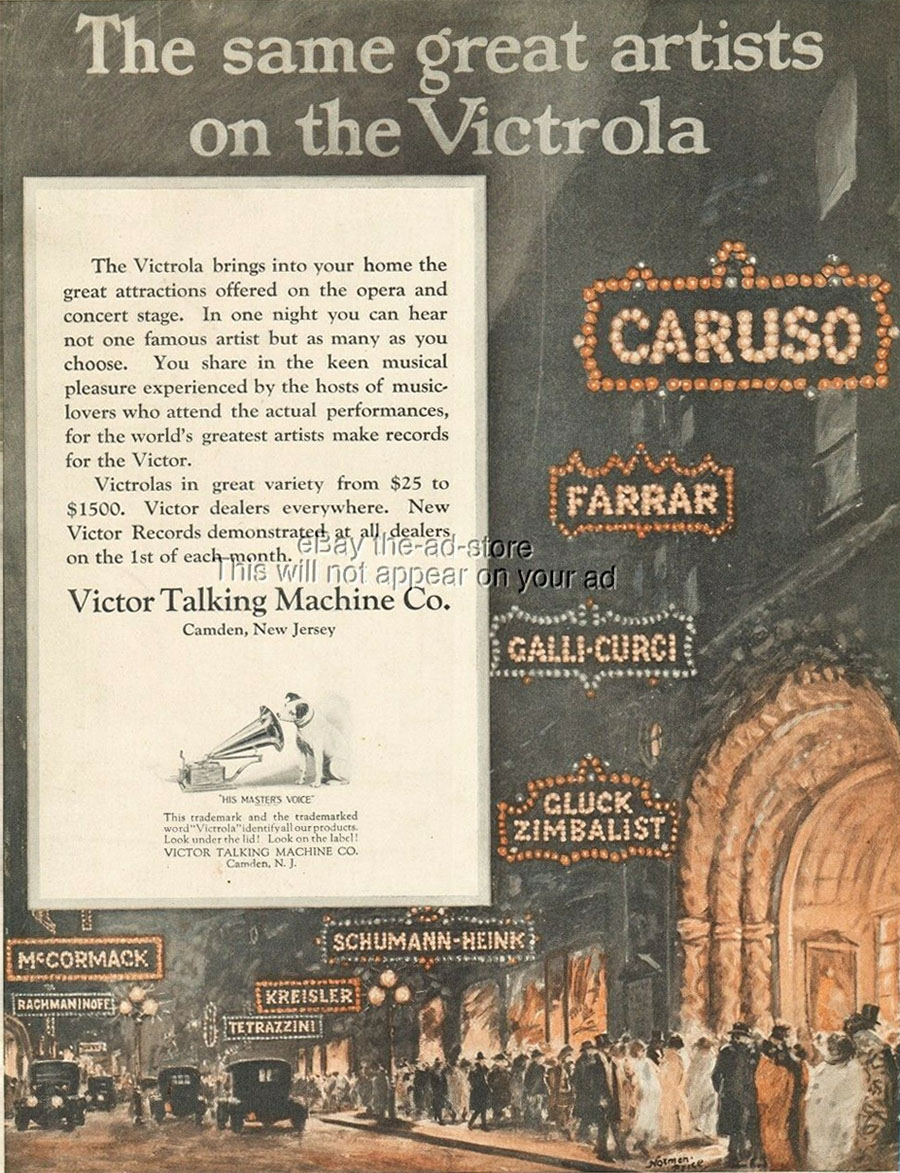 The same great artists
on the Victrola
The Victrola brings into your home the
great attractions offered on the opera and
concert stage. In one night you can hear
not one famous artist but as many as you
choose. You share in the keen musical
pleasure experienced by the hosts of music-
lovers who attend the actual performances,
for the world's greatest artists make records
for the Victor.
Victrolas in great variety from $25 to
$1500. Victor dealers everywhere. New
Victor Records demonstrated at all dealers
on the 1st of each month.
eBay the-ad-store
This will not appear on your ad
Victor Talking Machine Co.
Camden, New Jersey
"HIS MASTER'S VOICE"
This trademark and the trademarked
word "Victrola" identify all our products.
Look under the lid! Look on the label!
VICTOR TALKING MACHINE CO.
Camden, N. J.
CARUSO
FARRAR
GALLI-CURCI
GLUCK
ZIMBALIST
SCHUMANN-HEINK
McCORMACK
KREISLER
RACHMANINOFF
TETRAZZINI
Norman
Price